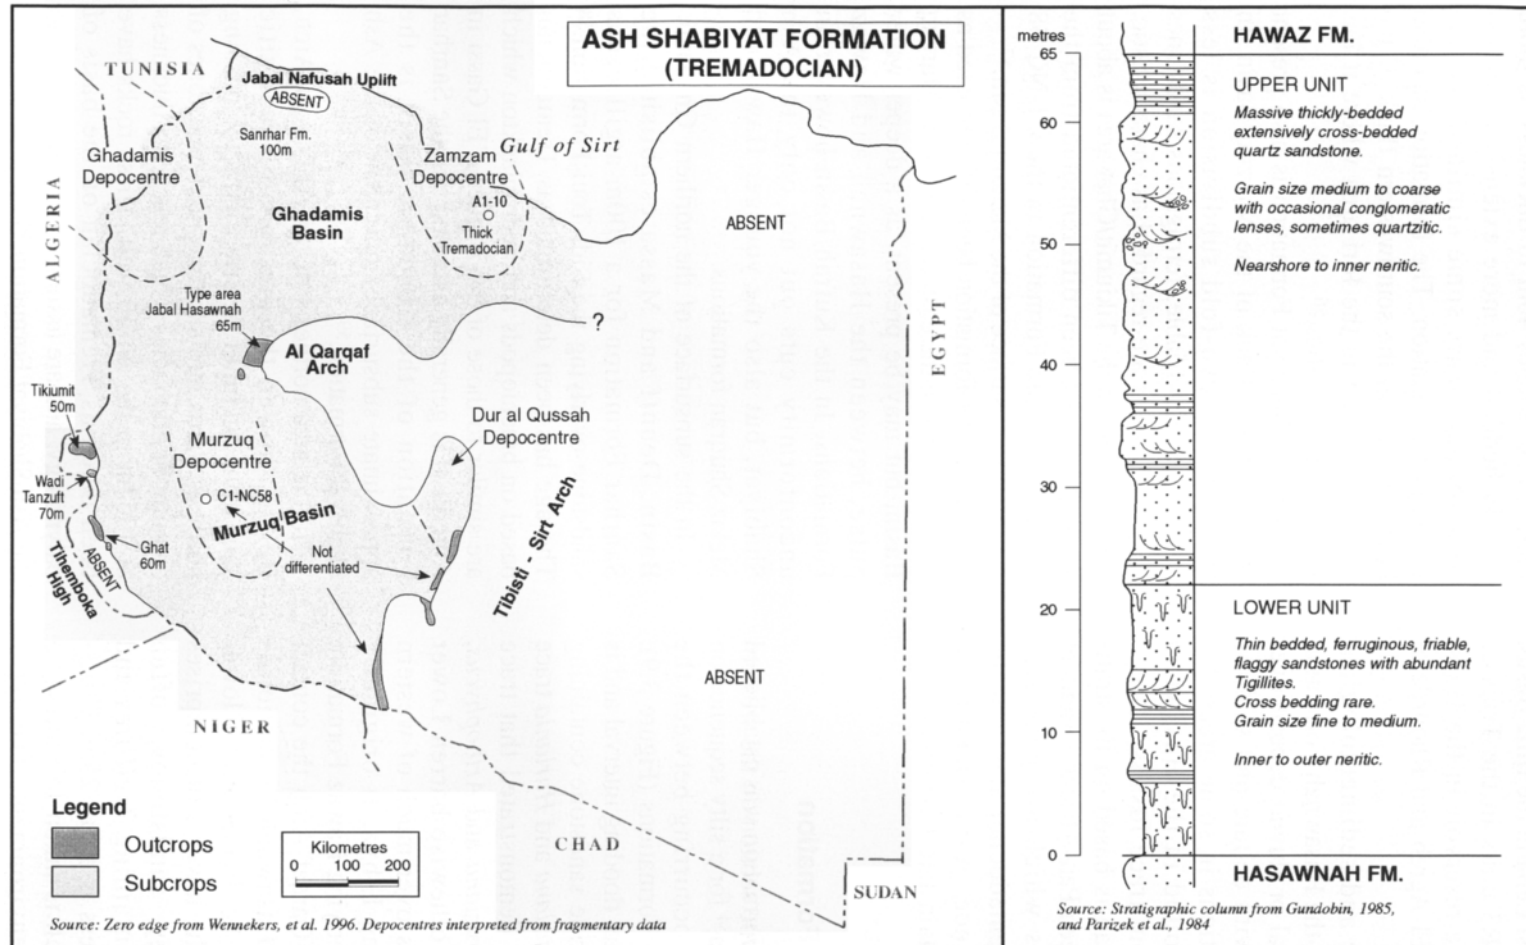 ASH SHABIYAT FORMATION
(TREMADOCIAN)
TUNISIA
Jabal Nafusah Uplift
ABSENT
Sanrhar Fm.
100m
Ghadamis
Depocentre
Zamzam
Depocentre
Gulf of Sirt
A1-10
Thick
Tremadocian
Ghadamis
Basin
ABSENT
ALGERIA
EGYPT
Type area
Jabal Hasawnah
65m
Al Qarqaf
Arch
?
Tikiumit
50m
Murzuq
Depocentre
Dur al Qussah
Depocentre
Wadi
Tanzuft
70m
C1-NC58
Murzuq Basin
Ghat
60m
ABSENT
Tihemboka
High
Not
differentiated
Tibisti - Sirt Arch
ABSENT
NIGER
CHAD
SUDAN
Legend
Outcrops
Subcrops
Kilometres
0 100 200
Source: Zero edge from Wennekers, et al. 1996. Depocentres interpreted from fragmentary data
metres
65
60
50
40
30
20
10
0
HAWAZ FM.
UPPER UNIT
Massive thickly-bedded
extensively cross-bedded
quartz sandstone.
Grain size medium to coarse
with occasional conglomeratic
lenses, sometimes quartzitic.
Nearshore to inner neritic.
LOWER UNIT
Thin bedded, ferruginous, friable,
flaggy sandstones with abundant
Tigillites.
Cross bedding rare.
Grain size fine to medium.
Inner to outer neritic.
HASAWNAH FM.
Source: Stratigraphic column from Gundobin, 1985,
and Parizek et al., 1984